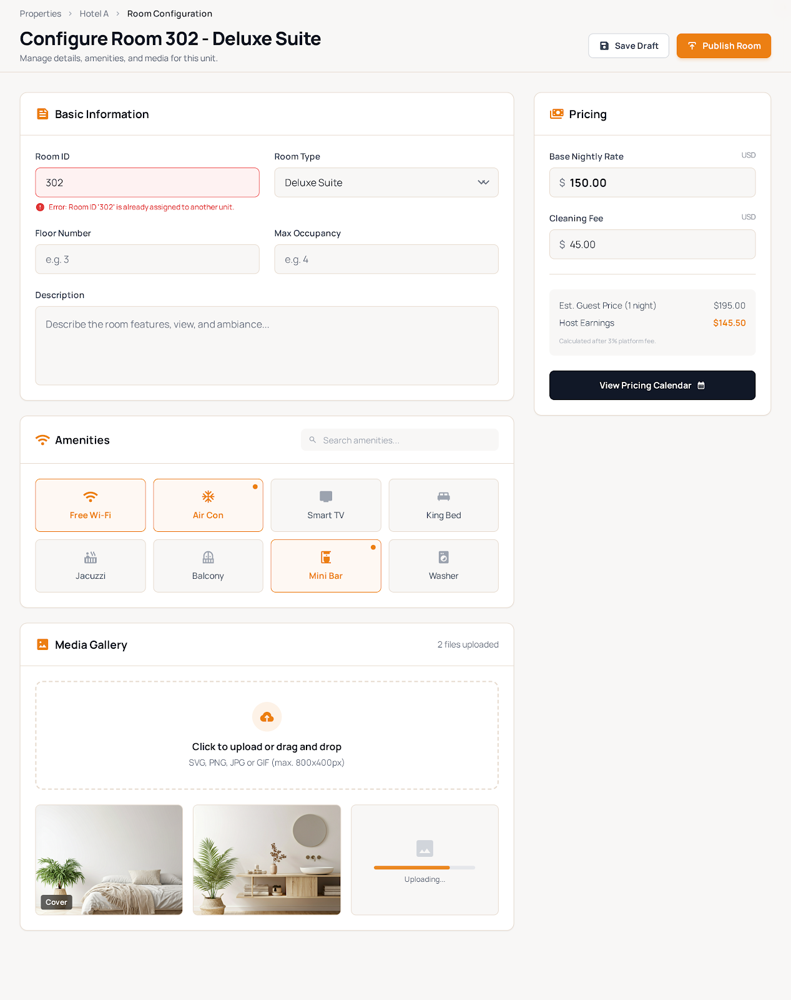 Properties > Hotel A > Room Configuration
Configure Room 302 - Deluxe Suite
Manage details, amenities, and media for this unit.
Save Draft
Publish Room
Basic Information
Room ID
Room Type
302
Deluxe Suite
Error: Room ID '302' is already assigned to another unit.
Floor Number
Max Occupancy
e.g. 3
e.g. 4
Description
Describe the room features, view, and ambiance...
Pricing
Base Nightly Rate
USD
$ 150.00
Cleaning Fee
USD
$ 45.00
Est. Guest Price (1 night)
$195.00
Host Earnings
$145.50
Calculated after 3% platform fee.
View Pricing Calendar
Amenities
Search amenities...
Free Wi-Fi
Air Con
Smart TV
King Bed
Jacuzzi
Balcony
Mini Bar
Washer
Media Gallery
2 files uploaded
Click to upload or drag and drop
SVG, PNG, JPG or GIF (max. 800x400px)
Cover
Uploading...